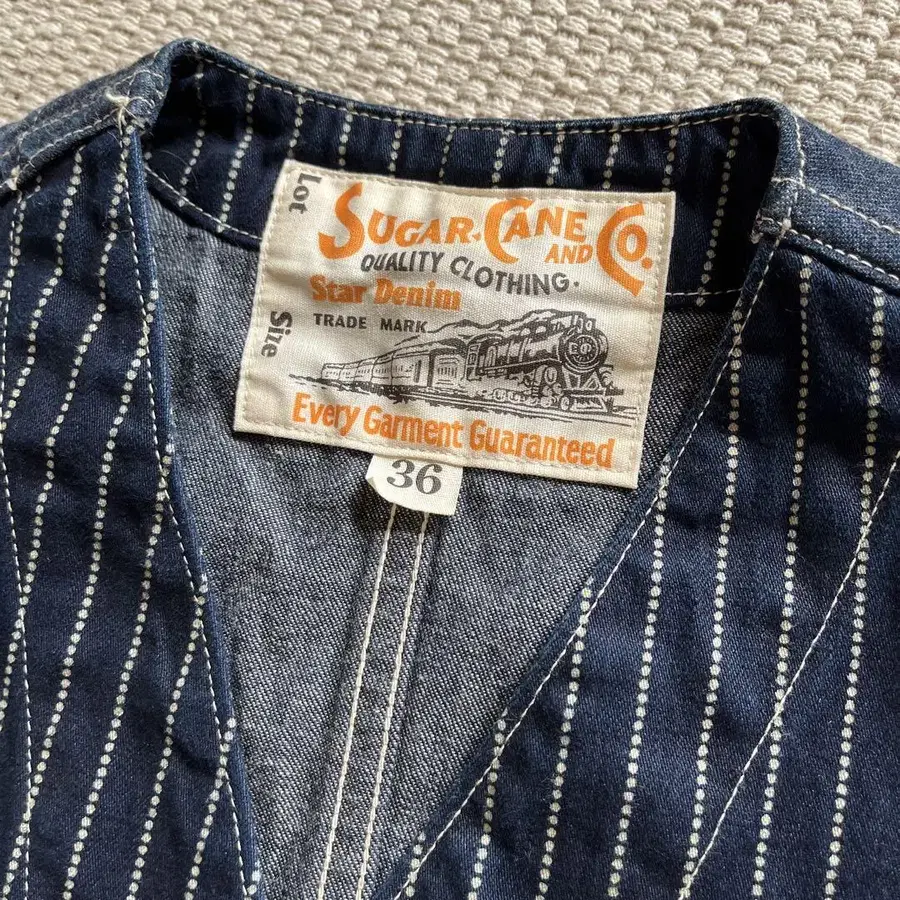 Lot
SUGAR-CANE AND CO.
QUALITY CLOTHING.
Star Denim
TRADE MARK
Size
Every Garment Guaranteed
36